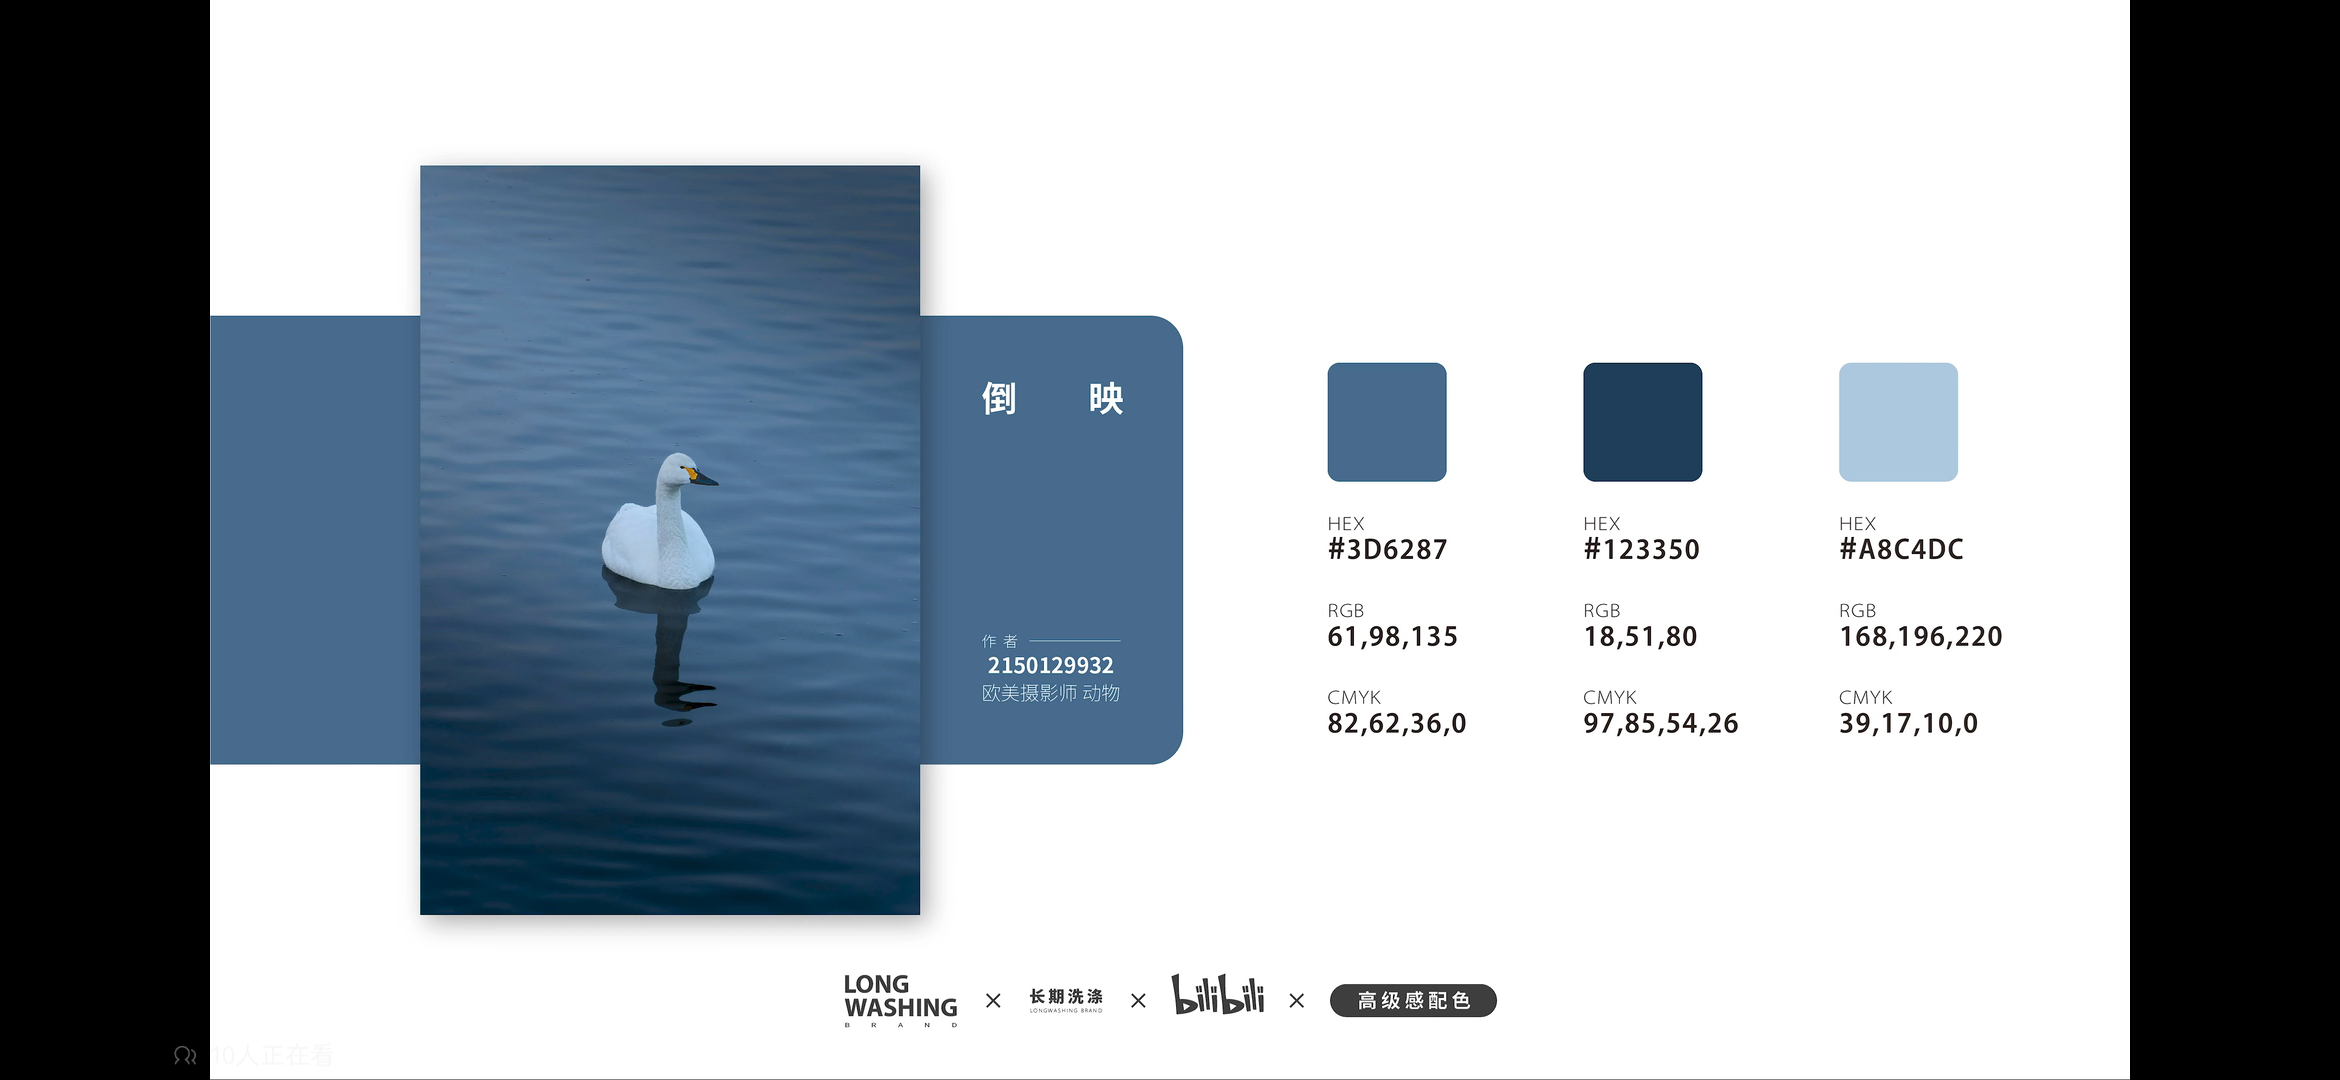 倒 映
作 者
2150129932
欧美摄影师 动物
HEX
#3D6287
RGB
61,98,135
CMYK
82,62,36,0
HEX
#123350
RGB
18,51,80
CMYK
97,85,54,26
HEX
#A8C4DC
RGB
168,196,220
CMYK
39,17,10,0
LONG
WASHING
BRAND
×
长期洗涤
LONGWASHING BRAND
×
bilibili
×
高级感配色
10人正在看